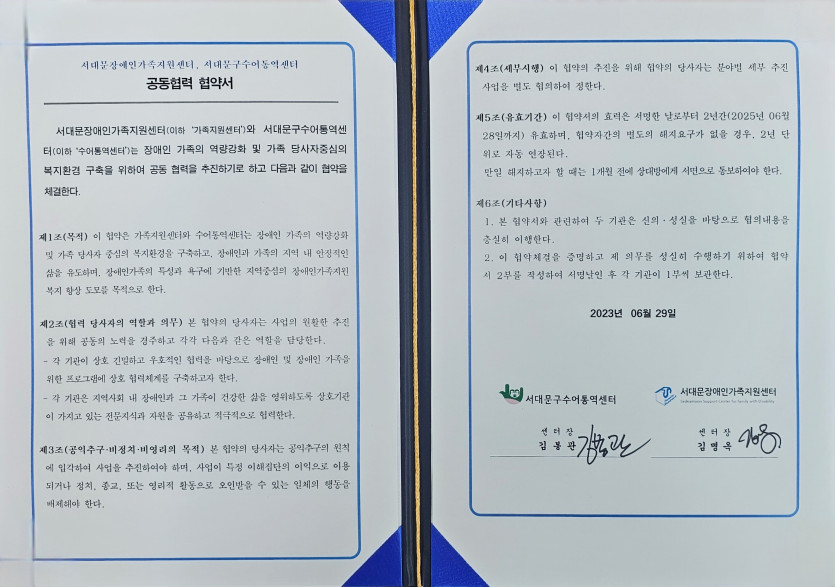 서대문장애인가족지원센터, 서대문구수어통역센터
공동협력 협약서
서대문장애인가족지원센터(이하 '가족지원센터')와 서대문구수어통역센
터(이하 '수어통역센터')는 장애인 가족의 역량강화 및 가족 당사자중심의
복지환경 구축을 위하여 공동 협력을 추진하기로 하고 다음과 같이 협약을
체결한다.
제1조(목적) 이 협약은 가족지원센터와 수어통역센터는 장애인 가족의 역량강화
및 가족 당사자 중심의 복지환경을 구축하고, 장애인과 가족의 지역 내 안정적인
삶을 유도하며, 장애인가족의 특성과 욕구에 기반한 지역중심의 장애인가족지원
복지 향상 도모를 목적으로 한다.
제2조(협력 당사자의 역할과 의무) 본 협약의 당사자는 사업의 원활한 추진
을 위해 공동의 노력을 경주하고 각각 다음과 같은 역할을 담당한다.
- 각 기관이 상호 긴밀하고 우호적인 협력을 바탕으로 장애인 및 장애인 가족을
위한 프로그램에 상호 협력체계를 구축하고자 한다.
- 각 기관은 지역사회 내 장애인과 그 가족이 건강한 삶을 영위하도록 상호기관
이 가지고 있는 전문지식과 자원을 공유하고 적극적으로 협력한다.
제3조(공익추구·비정치·비영리의 목적) 본 협약의 당사자는 공익추구의 원칙
에 입각하여 사업을 추진하여야 하며, 사업이 특정 이해집단의 이익으로 이용
되거나 정치, 종교, 또는 영리적 활동으로 오인받을 수 있는 일체의 행동을
배제해야 한다.
제4조(세부시행) 이 협약의 추진을 위해 협약의 당사자는 분야별 세부 추진
사업을 별도 협의하여 정한다.
제5조(유효기간) 이 협약서의 효력은 서명한 날로부터 2년간(2025년 06월
28일까지) 유효하며, 협약자간의 별도의 해지요구가 없을 경우, 2년 단
위로 자동 연장된다.
만일 해지하고자 할 때는 1개월 전에 상대방에게 서면으로 통보하여야 한다.
제6조(기타사항)
1. 본 협약서와 관련하여 두 기관은 신의·성실을 바탕으로 협의내용을
충실히 이행한다.
2. 이 협약체결을 증명하고 제 의무를 성실히 수행하기 위하여 협약
서 2부를 작성하여 서명날인 후 각 기관이 1부씩 보관한다.
2023년 06월 29일
서대문구수어통역센터
센터장
김봉관
서대문장애인가족지원센터
센터장
김명옥